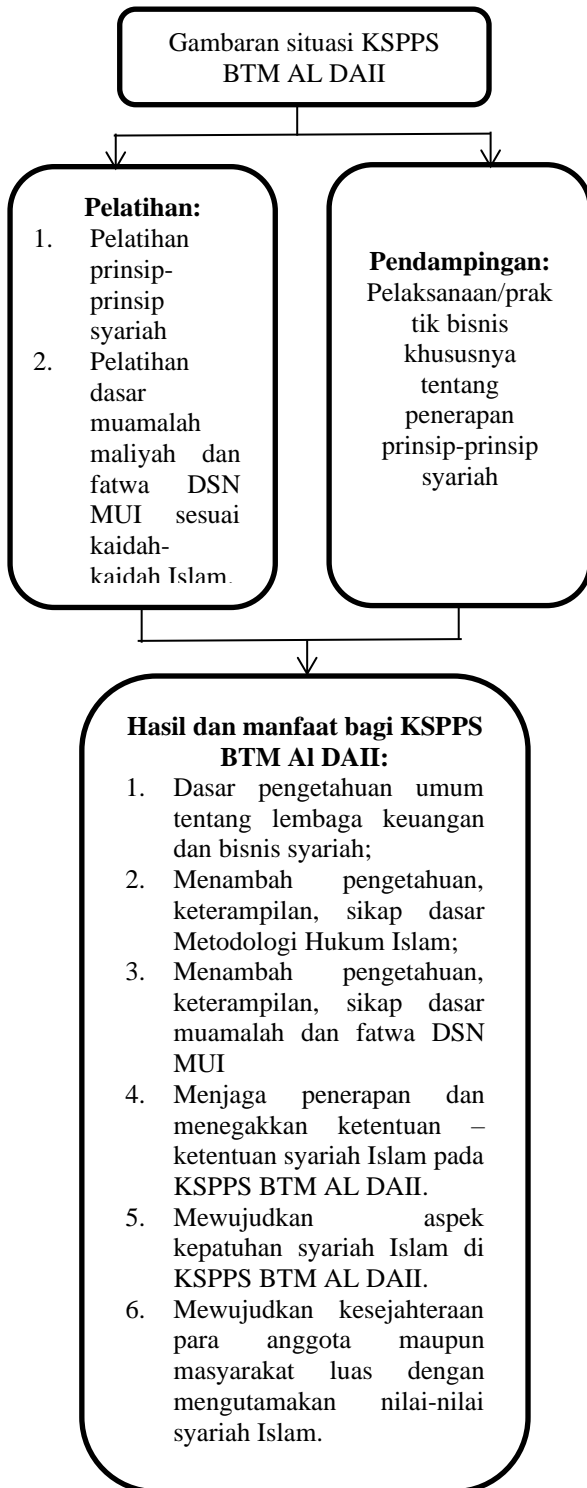 Gambaran situasi KSPPS
BTM AL DAII
Pelatihan:
1. Pelatihan
prinsip-
prinsip
syariah
2. Pelatihan
dasar
muamalah
maliyah dan
fatwa DSN
MUI sesuai
kaidah-
kaidah Islam.
Pendampingan:
Pelaksanaan/prak
tik bisnis
khususnya
tentang
penerapan
prinsip-prinsip
syariah
Hasil dan manfaat bagi KSPPS
BTM Al DAII:
1. Dasar pengetahuan umum
tentang lembaga keuangan
dan bisnis syariah;
2. Menambah pengetahuan,
keterampilan, sikap dasar
Metodologi Hukum Islam;
3. Menambah pengetahuan,
keterampilan, sikap dasar
muamalah dan fatwa DSN
MUI
4. Menjaga penerapan dan
menegakkan ketentuan –
ketentuan syariah Islam pada
KSPPS BTM AL DAII.
5. Mewujudkan aspek
kepatuhan syariah Islam di
KSPPS BTM AL DAII.
6. Mewujudkan kesejahteraan
para anggota maupun
masyarakat luas dengan
mengutamakan nilai-nilai
syariah Islam.